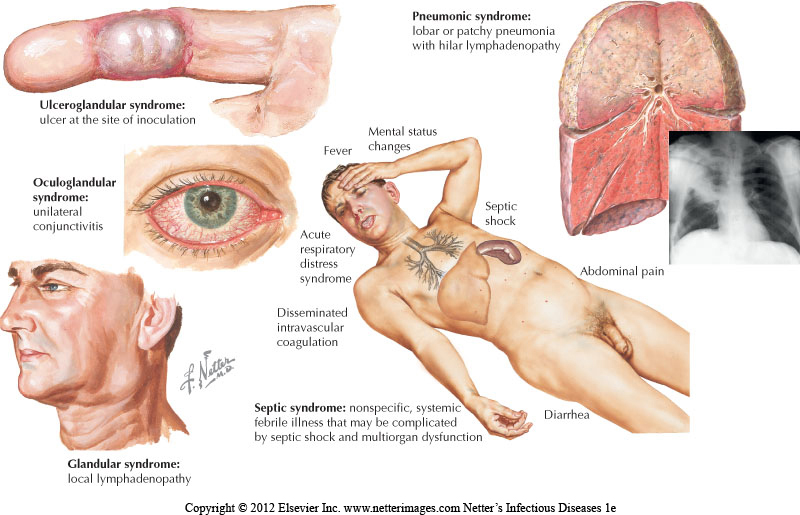 Ulceroglandular syndrome:
ulcer at the site of inoculation
Pneumonic syndrome:
lobar or patchy pneumonia
with hilar lymphadenopathy
Oculoglandular
syndrome:
unilateral
conjunctivitis
Fever
Mental status
changes
Septic
shock
Acute
respiratory
distress
syndrome
Abdominal pain
Disseminated
intravascular
coagulation
F. Netter
M.D.
Septic syndrome: nonspecific, systemic
febrile illness that may be complicated
by septic shock and multiorgan dysfunction
Diarrhea
Glandular syndrome:
local lymphadenopathy
Copyright © 2012 Elsevier Inc. www.netterimages.com Netter's Infectious Diseases 1e